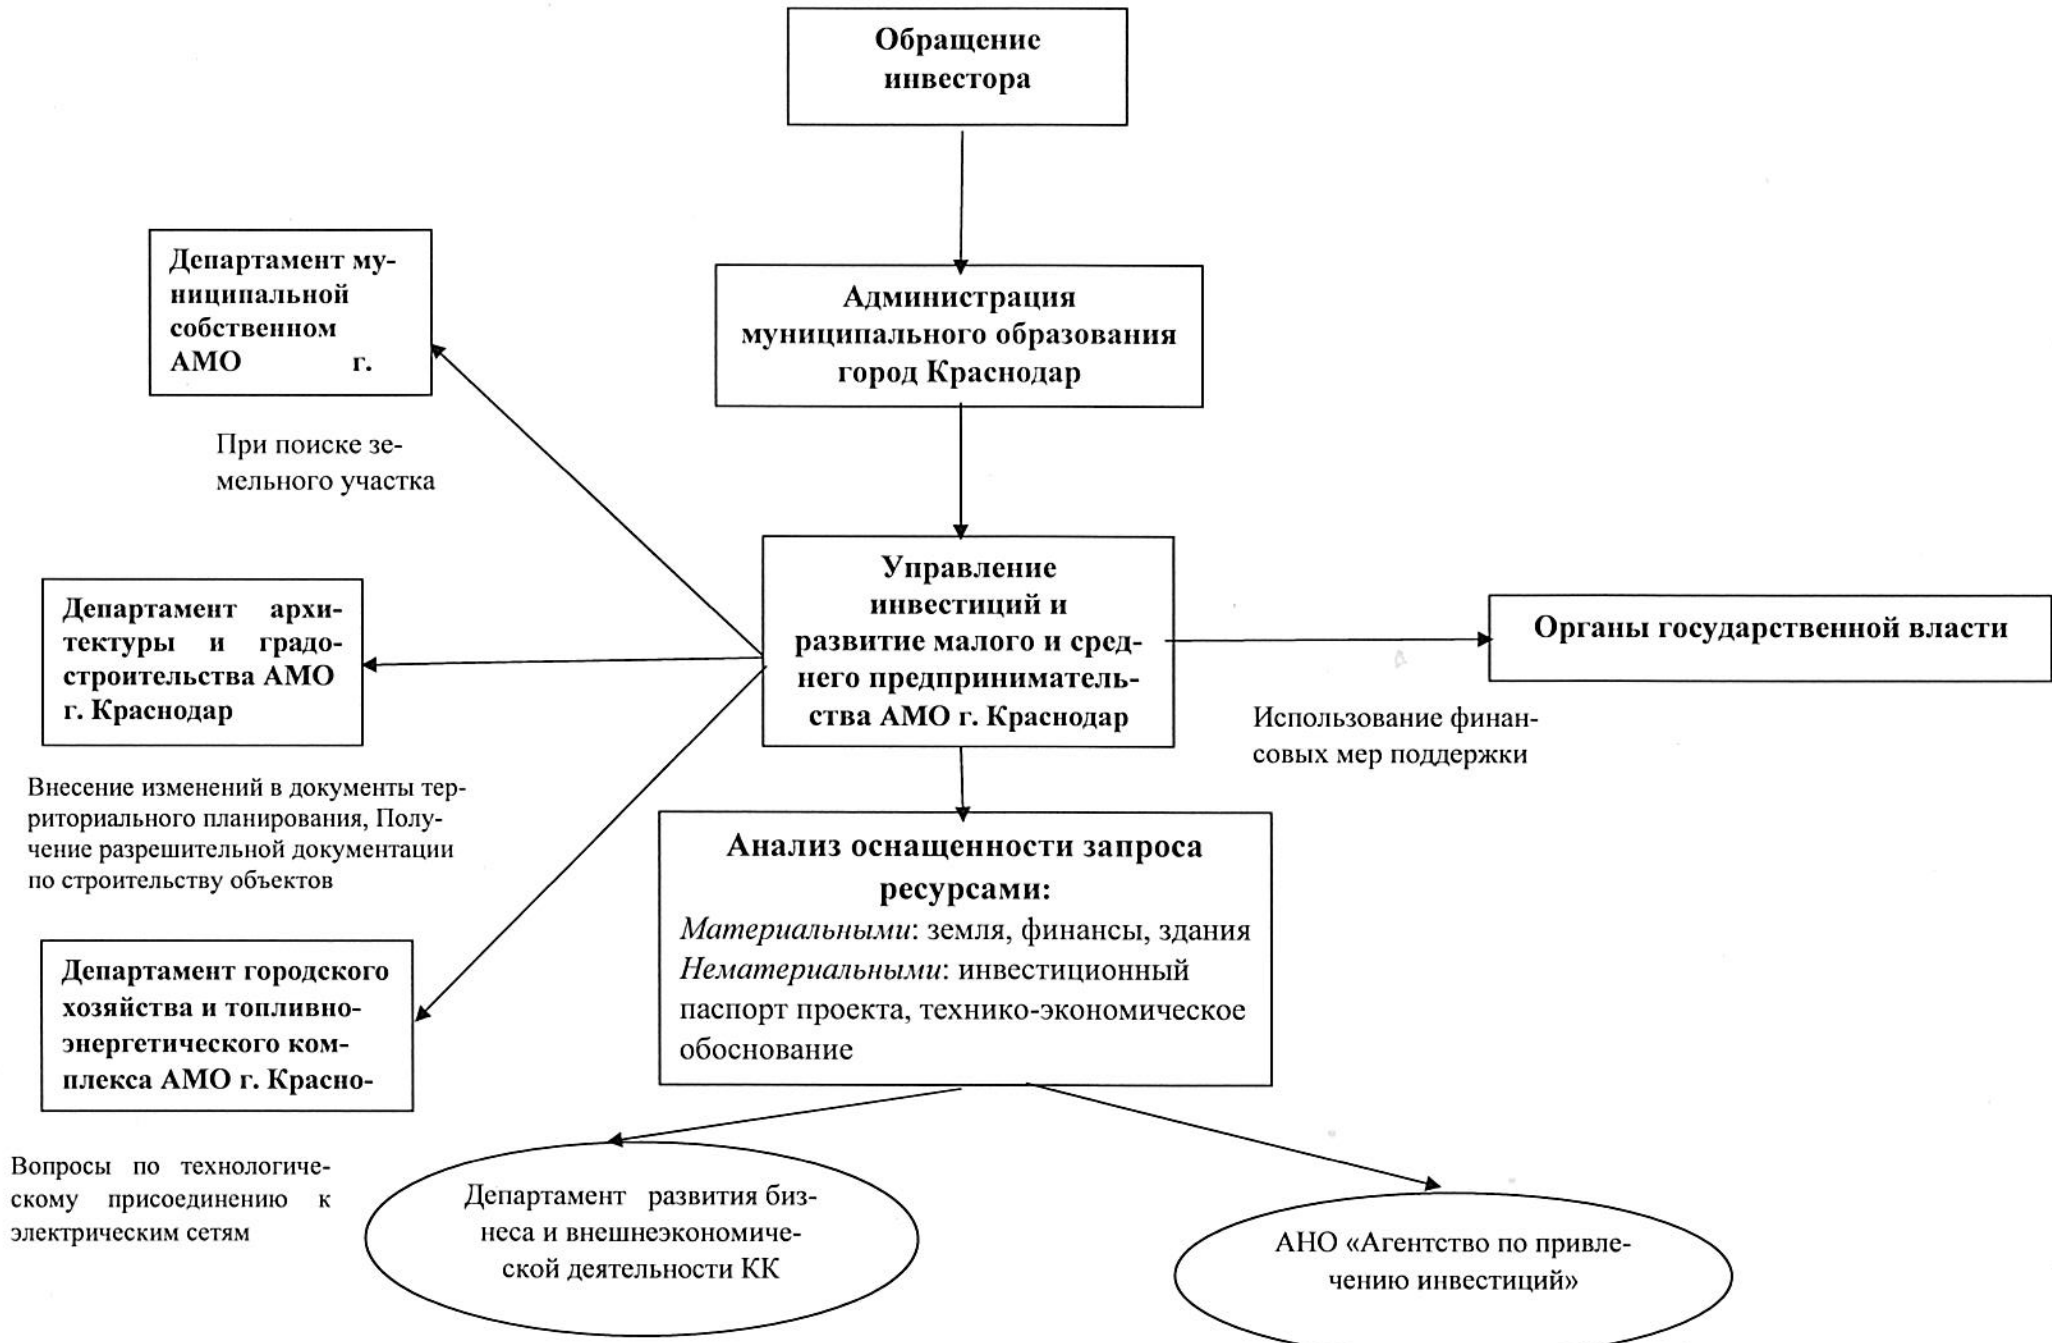 Обращение
инвестора
Администрация
муниципального образования
город Краснодар
Департамент му-
ниципальной
собственном
АМО г.
При поиске зе-
мельного участка
Управление
инвестиций и
развитие малого и сред-
него предприниматель-
ства АМО г. Краснодар
Органы государственной власти
Использование финан-
совых мер поддержки
Департамент архи-
тектуры и градо-
строительства АМО
г. Краснодар
Внесение изменений в документы тер-
риториального планирования, Полу-
чение разрешительной документации
по строительству объектов
Анализ оснащенности запроса
ресурсами:
Материальными: земля, финансы, здания
Нематериальными: инвестиционный
паспорт проекта, технико-экономическое
обоснование
Департамент городского
хозяйства и топливно-
энергетического ком-
плекса АМО г. Красно-
Вопросы по технологиче-
скому присоединению к
электрическим сетям
Департамент развития биз-
неса и внешнеэкономиче-
ской деятельности КК
АНО «Агентство по привле-
чению инвестиций»